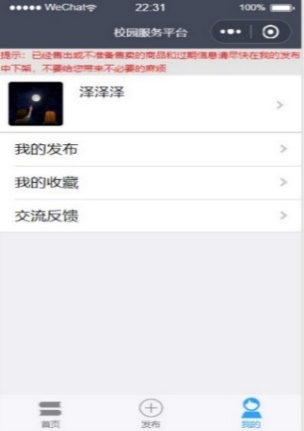 WeChat 22:31 100%
校园服务平台
提示：已经售出或不准备售卖的商品和过期信息请尽快在我的发布
中下架，不要给您带来不必要的麻烦
泽泽泽
我的发布
我的收藏
交流反馈
首页 发布 我的